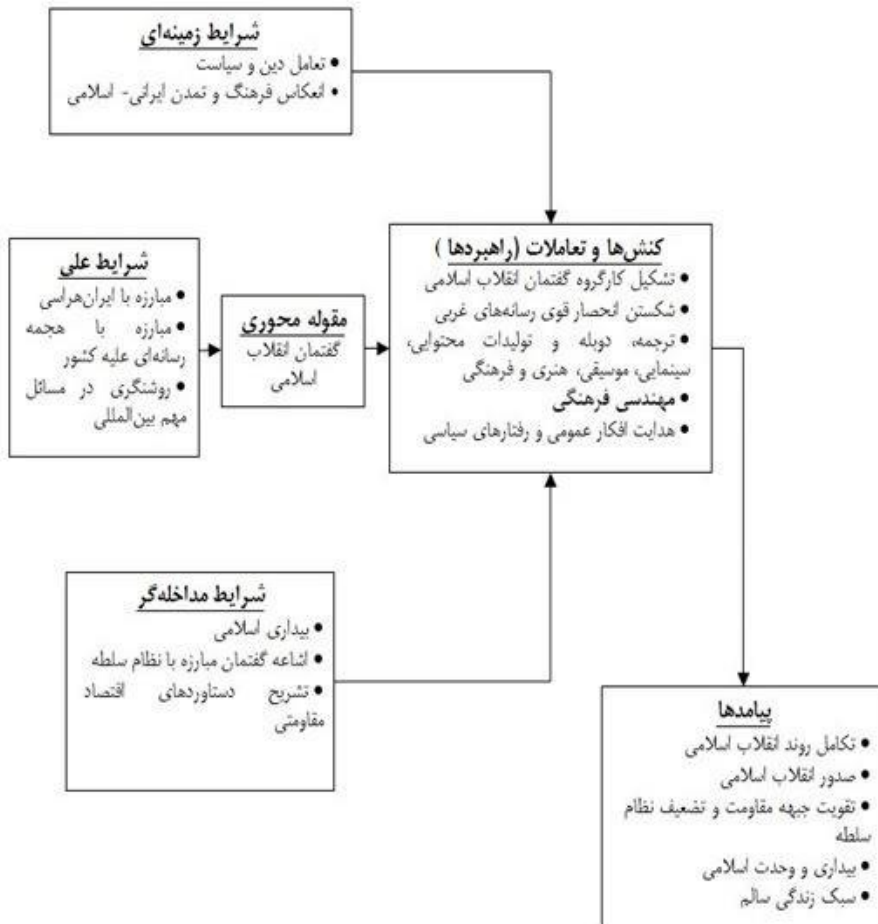 شرایط زمینه‌ای
• تعامل دین و سیاست
• انعکاس فرهنگ و تمدن ایرانی- اسلامی
کنش‌ها و تعاملات (راهبردها )
• تشکیل کارگروه گفتمان انقلاب اسلامی
• شکستن انحصار قوی رسانه‌های غربی
• ترجمه، دوبله و تولیدات محتوایی،
سینمایی، موسیقی، هنری و فرهنگی
• مهندسی فرهنگی
• هدایت افکار عمومی و رفتارهای سیاسی
مقوله محوری
گفتمان انقلاب
اسلامی
شرایط علی
• مبارزه با ایران‌هراسی
• مبارزه با هجمه
رسانه‌ای علیه کشور
• روشنگری در مسائل
مهم بین‌المللی
شرایط مداخله‌گر
• بیداری اسلامی
• اشاعه گفتمان مبارزه با نظام سلطه
• تشریح دستاوردهای اقتصاد
مقاومتی
پیامدها
• تکامل روند انقلاب اسلامی
• صدور انقلاب اسلامی
• تقویت جبهه مقاومت و تضعیف نظام
سلطه
• بیداری و وحدت اسلامی
• سبک زندگی سالم